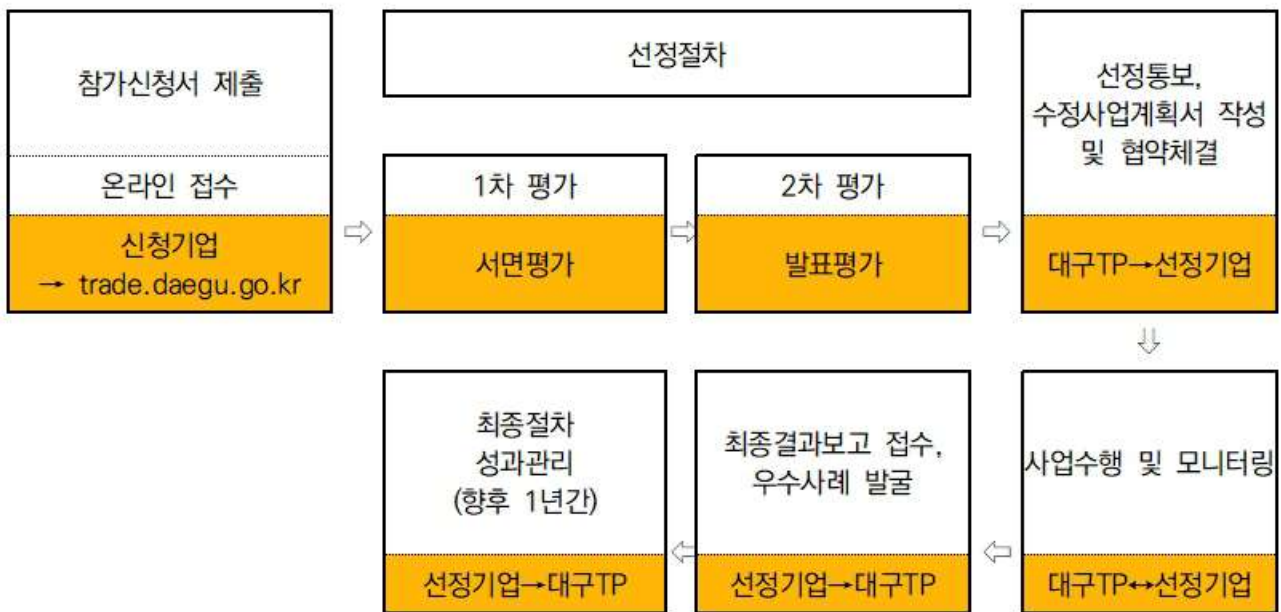 참가신청서 제출
온라인 접수
신청기업
→ trade.daegu.go.kr
선정절차
1차 평가
서면평가
2차 평가
발표평가
선정통보,
수정사업계획서 작성
및 협약체결
대구TP→선정기업
사업수행 및 모니터링
대구TP↔선정기업
최종결과보고 접수,
우수사례 발굴
선정기업→대구TP
최종절차
성과관리
(향후 1년간)
선정기업→대구TP